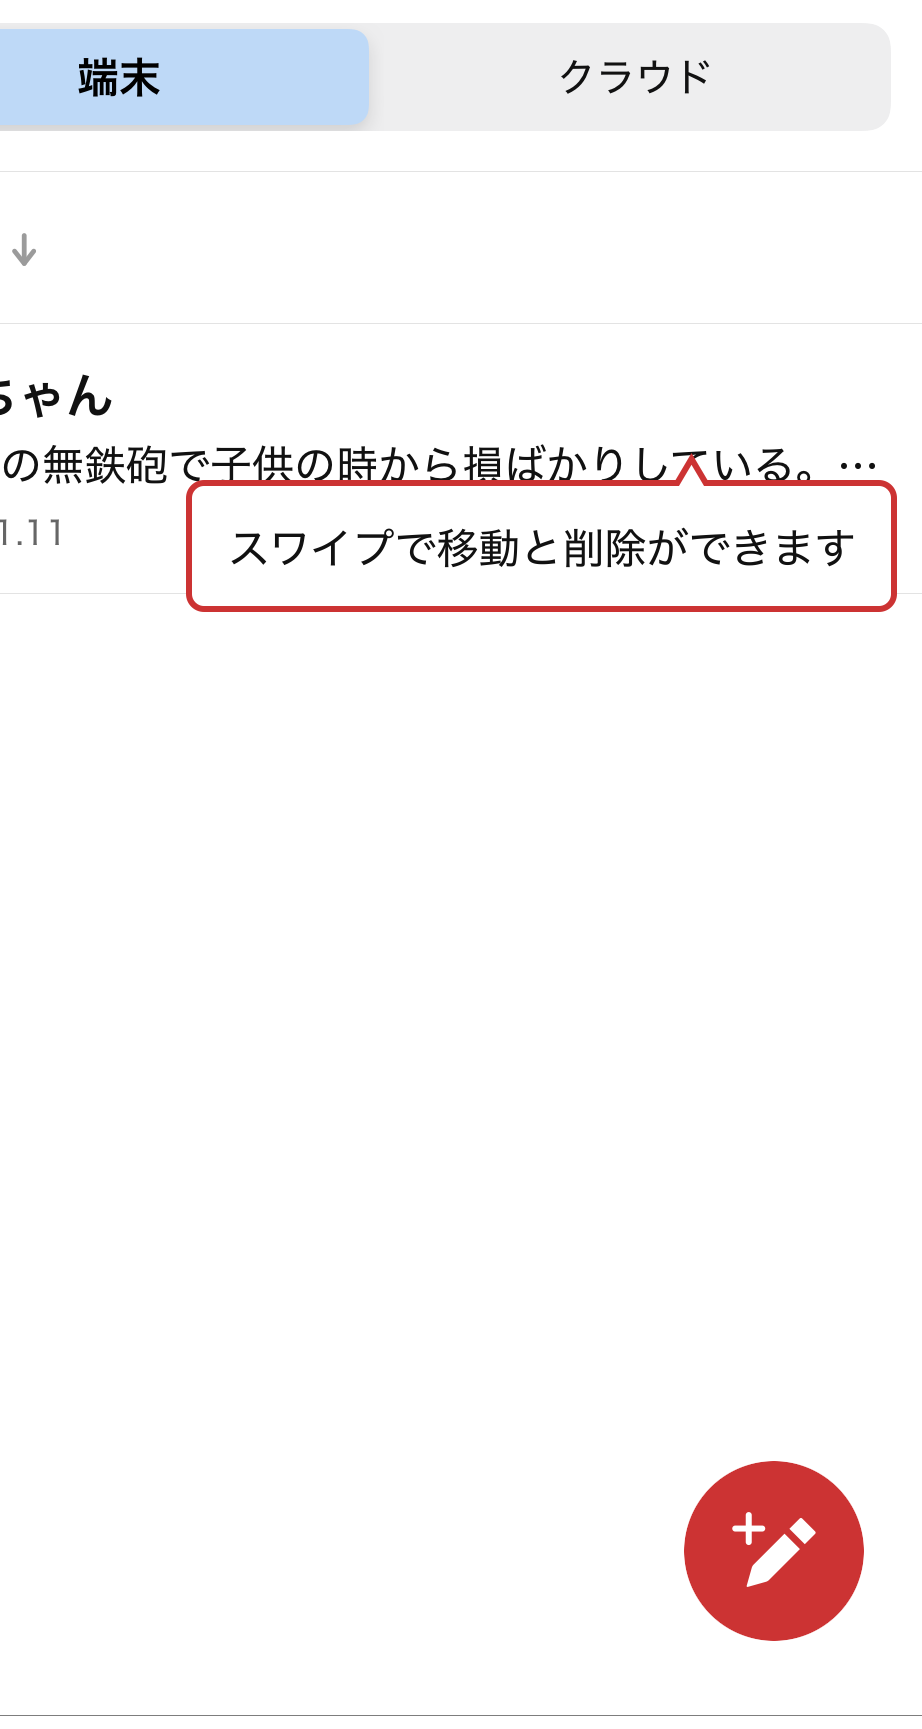 端末
クラウド
ちゃん
の無鉄砲で子供の時から損ばかりしている。…
1.11
スワイプで移動と削除ができます